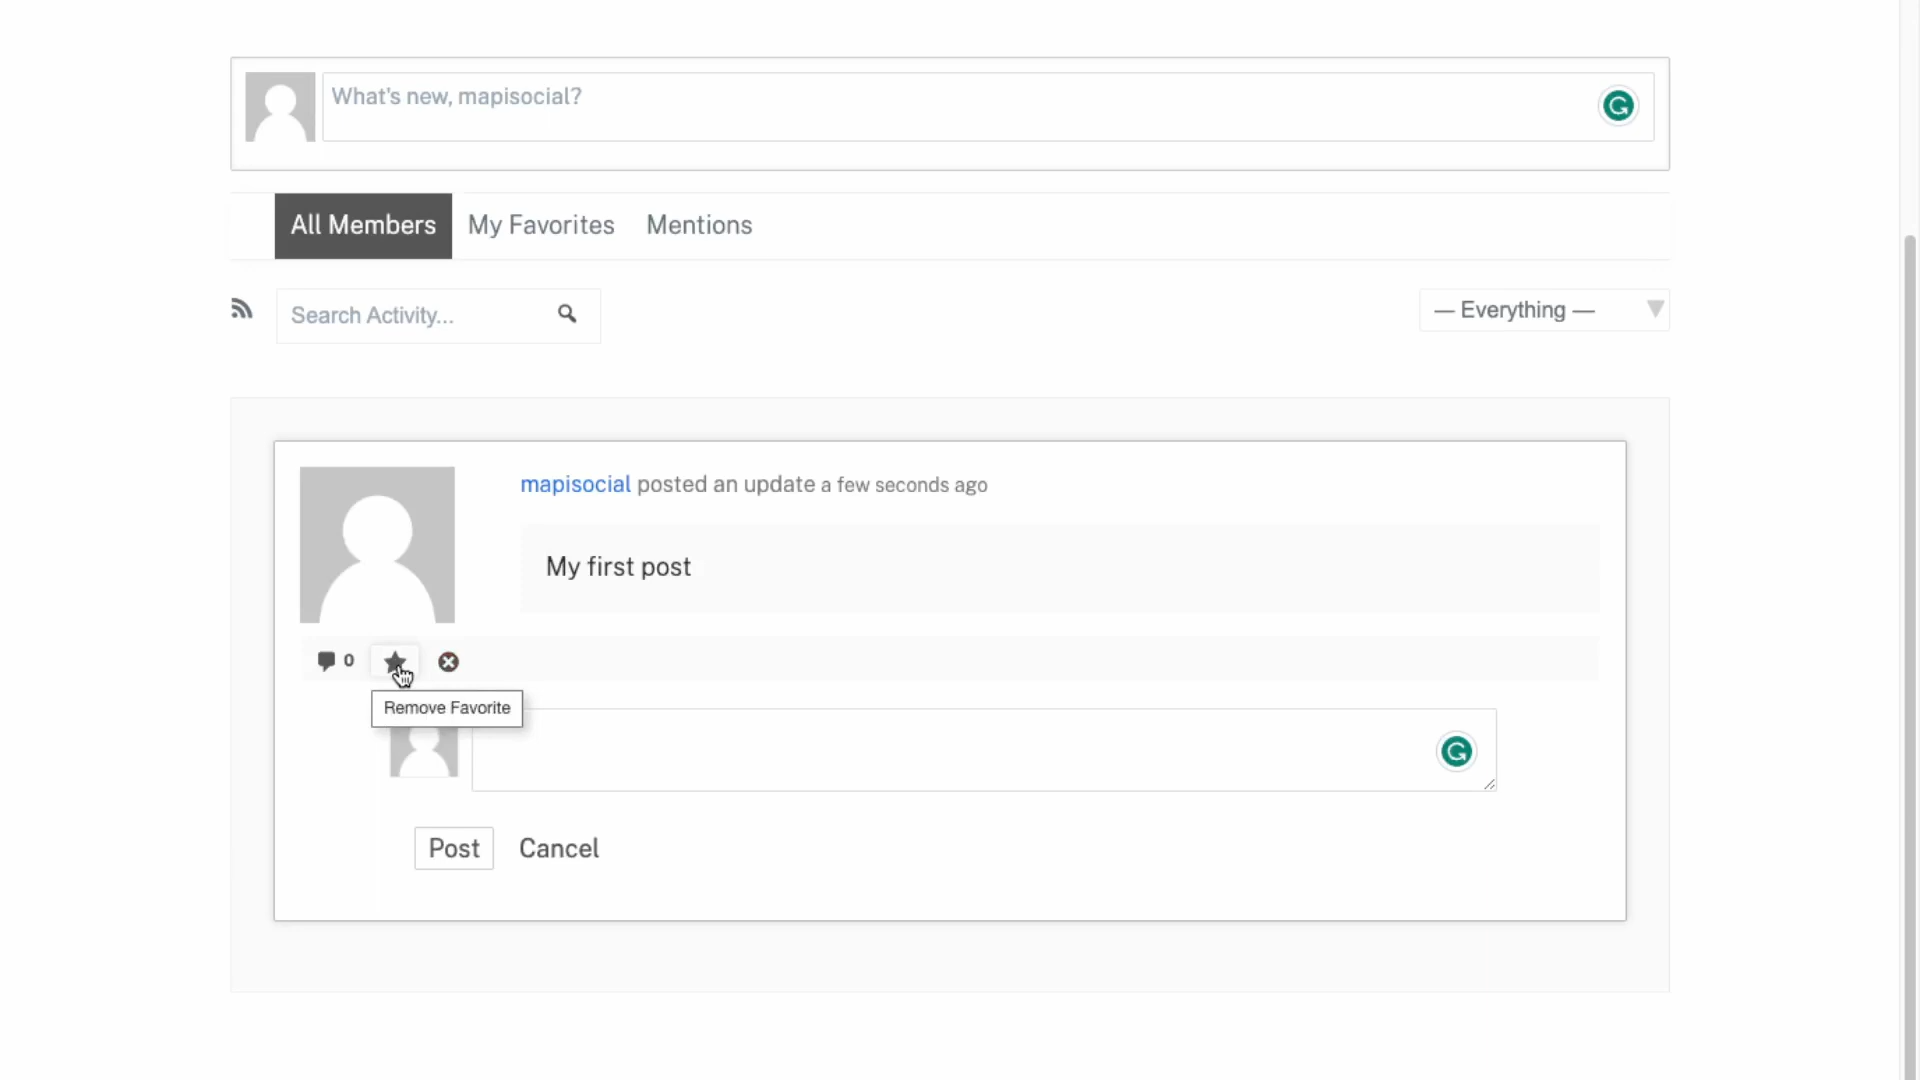 What's new, mapisocial?
All Members My Favorites Mentions
Search Activity...
— Everything —
mapisocial posted an update a few seconds ago
My first post
0
Remove Favorite
Post Cancel